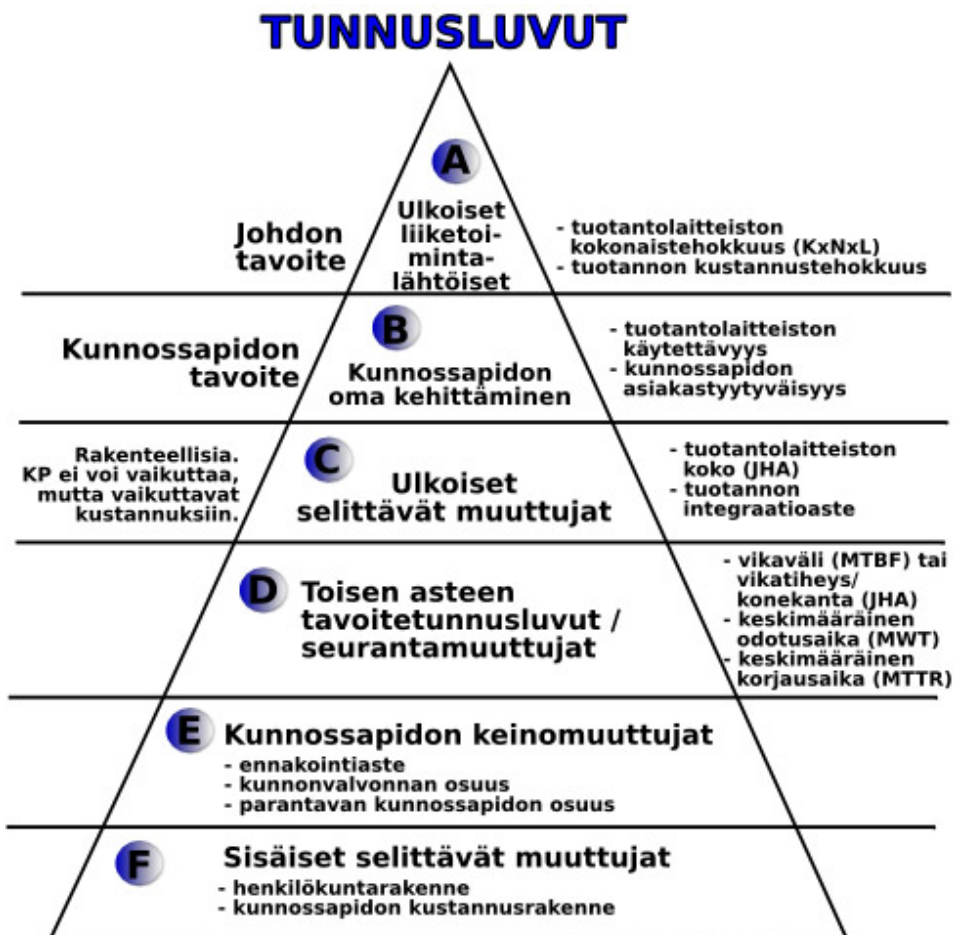 TUNNUSLUVUT
A
Johdon
tavoite
Ulkoiset
liiketoi-
minta-
lähtöiset
- tuotantolaitteiston
kokonaistehokkuus (KxNxL)
- tuotannon kustannustehokkuus
B
Kunnossapidon
tavoite
Kunnossapidon
oma kehittäminen
- tuotantolaitteiston
käytettävyys
- kunnossapidon
asiakastyytyväisyys
Rakenteellisia.
KP ei voi vaikuttaa,
mutta vaikuttavat
kustannuksiin.
C
Ulkoiset
selittävät muuttujat
- tuotantolaitteiston
koko (JHA)
- tuotannon
integraatioaste
D
Toisen asteen
tavoitetunnusluvut /
seurantamuuttujat
- vikaväli (MTBF) tai
vikatiheys/
konekanta (JHA)
- keskimääräinen
odotusaika (MWT)
- keskimääräinen
korjausaika (MTTR)
E
Kunnossapidon keinomuuttujat
- ennakointiaste
- kunnonvalvonnan osuus
- parantavan kunnossapidon osuus
F
Sisäiset selittävät muuttujat
- henkilökuntarakenne
- kunnossapidon kustannusrakenne